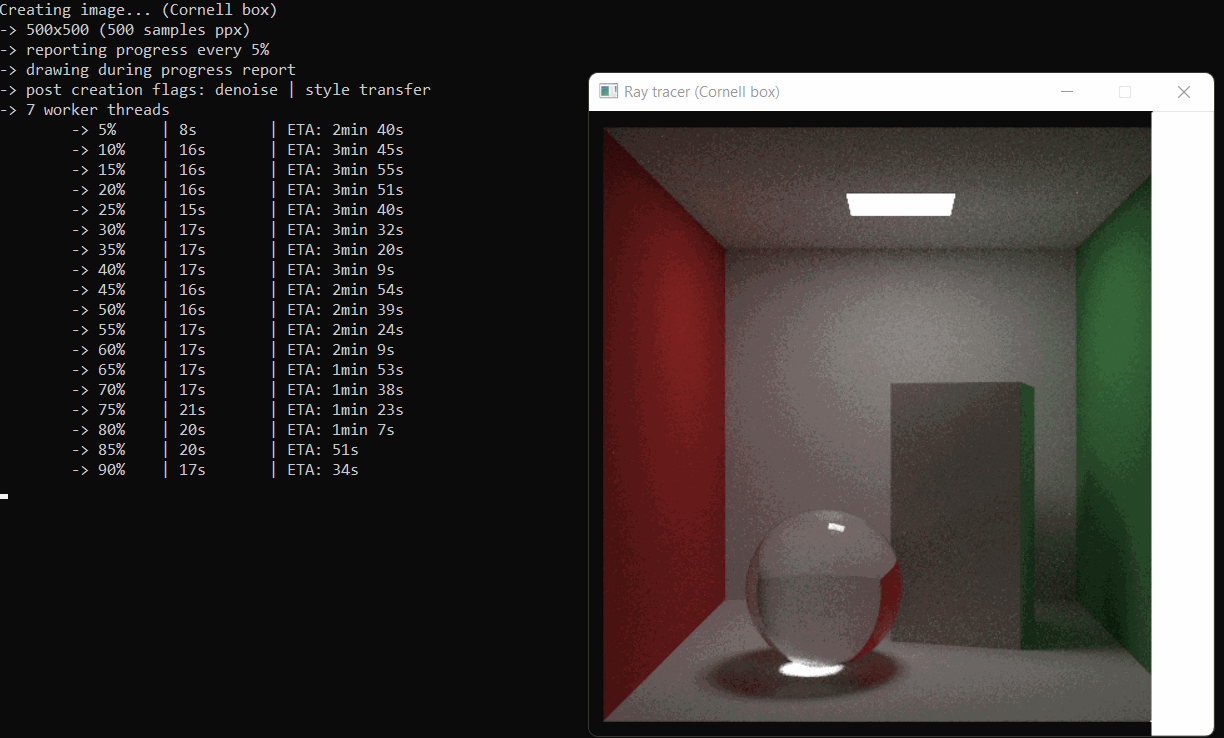 Creating image... (Cornell box)
-> 500x500 (500 samples ppx)
-> reporting progress every 5%
-> drawing during progress report
-> post creation flags: denoise | style transfer
-> 7 worker threads
-> 5% | 8s | ETA: 2min 40s
-> 10% | 16s | ETA: 3min 45s
-> 15% | 16s | ETA: 3min 55s
-> 20% | 16s | ETA: 3min 51s
-> 25% | 15s | ETA: 3min 40s
-> 30% | 17s | ETA: 3min 32s
-> 35% | 17s | ETA: 3min 20s
-> 40% | 17s | ETA: 3min 9s
-> 45% | 16s | ETA: 2min 54s
-> 50% | 16s | ETA: 2min 39s
-> 55% | 17s | ETA: 2min 24s
-> 60% | 17s | ETA: 2min 9s
-> 65% | 17s | ETA: 1min 53s
-> 70% | 17s | ETA: 1min 38s
-> 75% | 21s | ETA: 1min 23s
-> 80% | 20s | ETA: 1min 7s
-> 85% | 20s | ETA: 51s
-> 90% | 17s | ETA: 34s
Ray tracer (Cornell box)